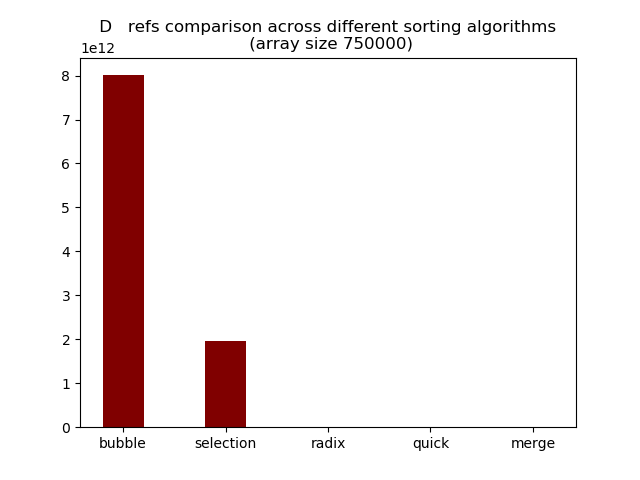 D   refs comparison across different sorting algorithms
(array size 750000)
1e12
8
7
6
5
4
3
2
1
0
bubble selection radix quick merge